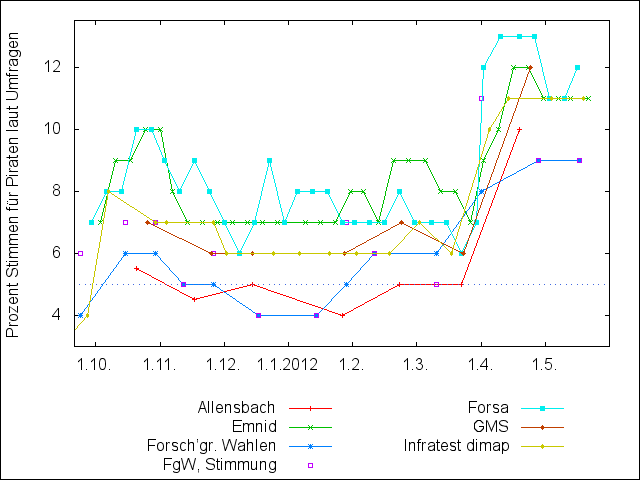 Prozent Stimmen für Piraten laut Umfragen
12
10
8
6
4
1.10. 1.11. 1.12. 1.1.2012 1.2. 1.3. 1.4. 1.5.
Allensbach Forsa
Emnid GMS
Forsch'gr. Wahlen Infratest dimap
FgW, Stimmung